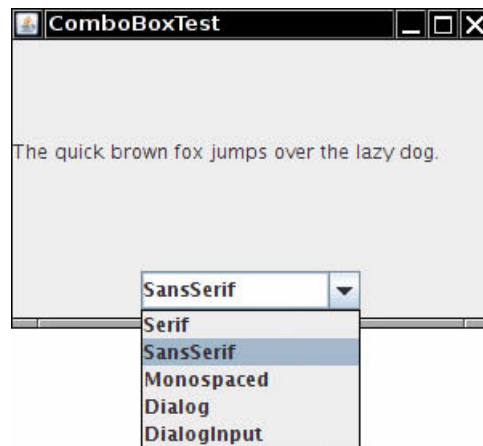 ComboBoxTest
The quick brown fox jumps over the lazy dog.
SansSerif
Serif
SansSerif
Monospaced
Dialog
DialogInput